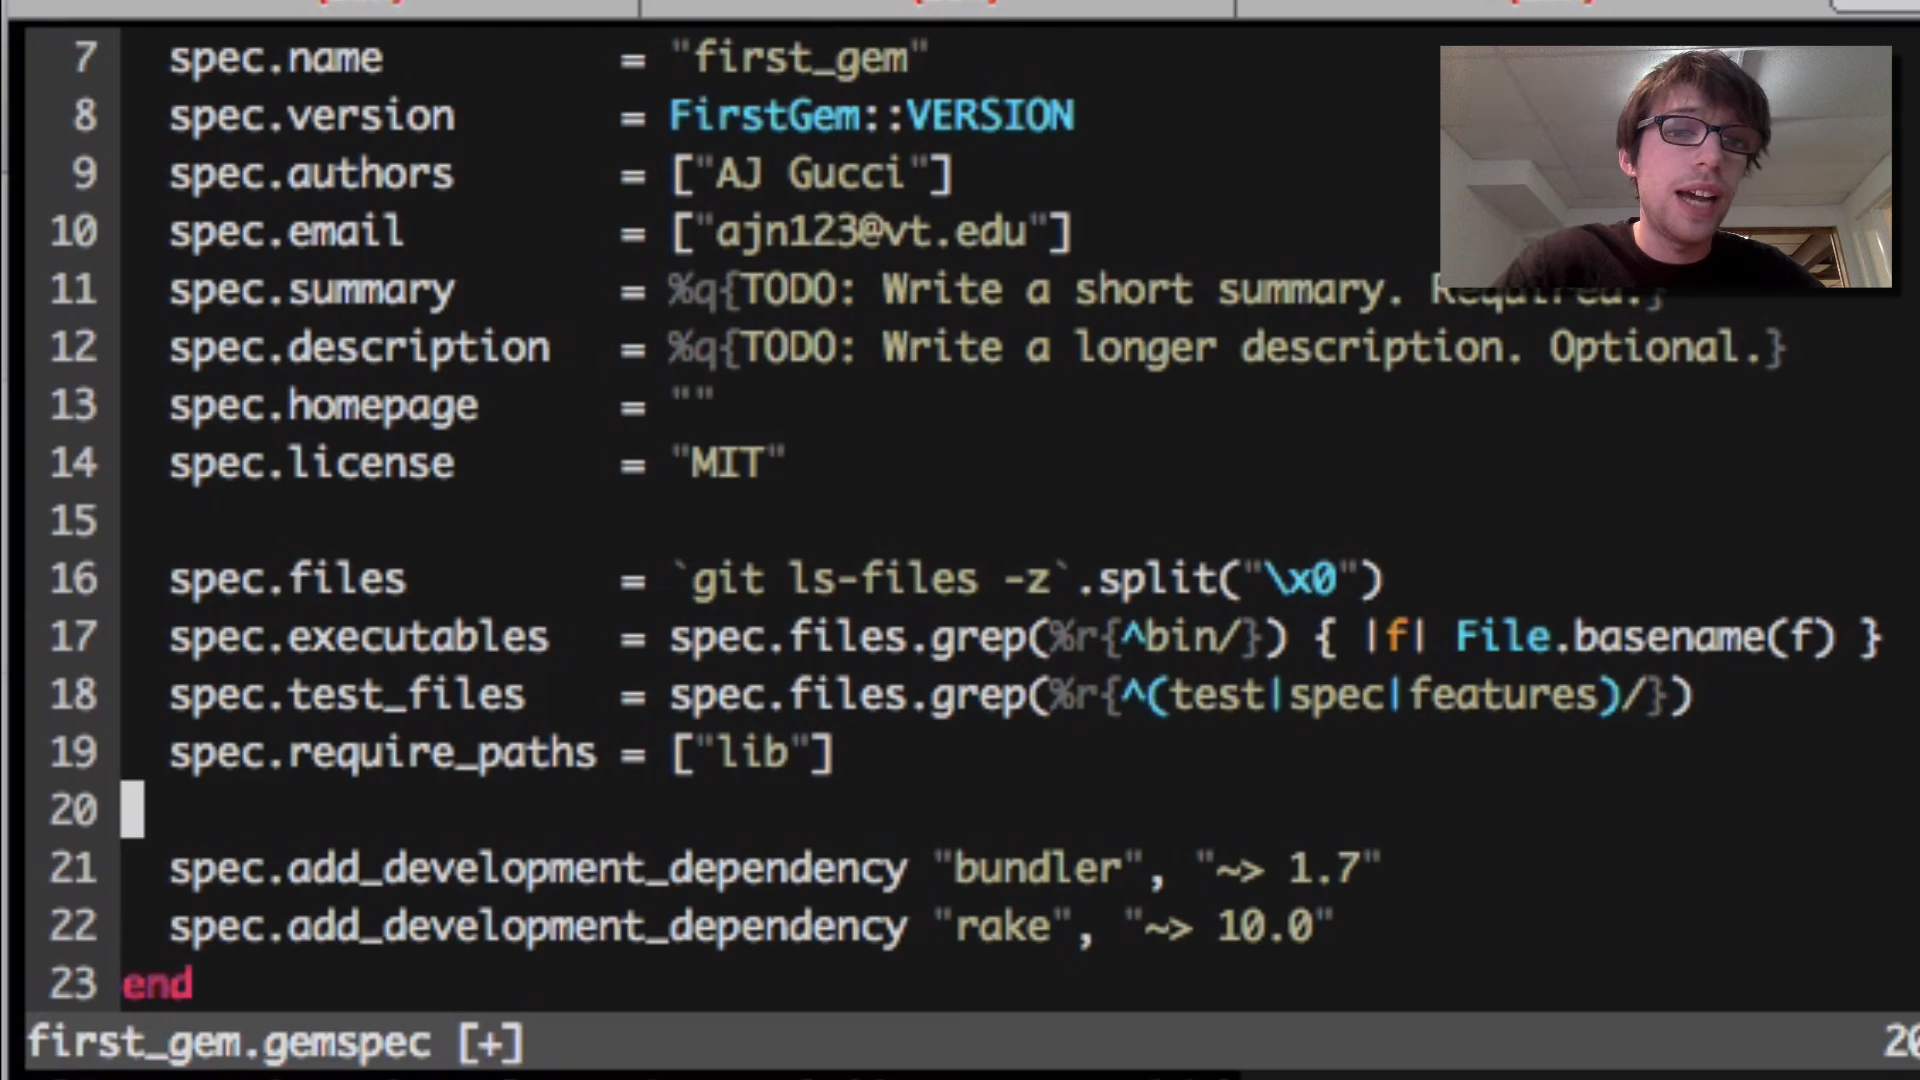 7 spec.name = "first_gem"
8 spec.version = FirstGem::VERSION
9 spec.authors = ["AJ Gucci"]
10 spec.email = ["ajn123@vt.edu"]
11 spec.summary = %q{TODO: Write a short summary. Required.}
12 spec.description = %q{TODO: Write a longer description. Optional.}
13 spec.homepage = ""
14 spec.license = "MIT"
15
16 spec.files = `git ls-files -z`.split("\x0")
17 spec.executables = spec.files.grep(%r{^bin/}) { |f| File.basename(f) }
18 spec.test_files = spec.files.grep(%r{^(test|spec|features)/})
19 spec.require_paths = ["lib"]
20
21 spec.add_development_dependency "bundler", "~> 1.7"
22 spec.add_development_dependency "rake", "~> 10.0"
23 end
first_gem.gemspec [+] 20